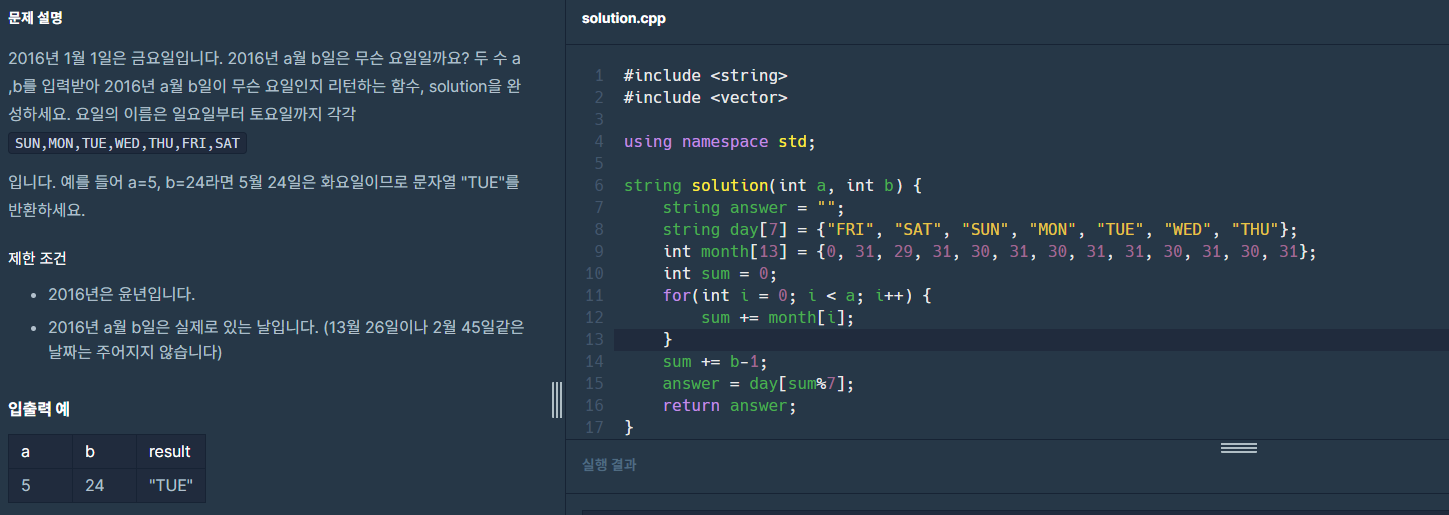 문제 설명
2016년 1월 1일은 금요일입니다. 2016년 a월 b일은 무슨 요일일까요? 두 수 a
,b를 입력받아 2016년 a월 b일이 무슨 요일인지 리턴하는 함수, solution을 완
성하세요. 요일의 이름은 일요일부터 토요일까지 각각
SUN,MON,TUE,WED,THU,FRI,SAT
입니다. 예를 들어 a=5, b=24라면 5월 24일은 화요일이므로 문자열 "TUE"를
반환하세요.
제한 조건
• 2016년은 윤년입니다.
• 2016년 a월 b일은 실제로 있는 날입니다. (13월 26일이나 2월 45일같은
날짜는 주어지지 않습니다)
입출력 예
a b result
5 24 "TUE"
solution.cpp
1 #include <string>
2 #include <vector>
3
4 using namespace std;
5
6 string solution(int a, int b) {
7     string answer = "";
8     string day[7] = {"FRI", "SAT", "SUN", "MON", "TUE", "WED", "THU"};
9     int month[13] = {0, 31, 29, 31, 30, 31, 30, 31, 31, 30, 31, 30, 31};
10     int sum = 0;
11     for(int i = 0; i < a; i++) {
12         sum += month[i];
13     }
14     sum += b-1;
15     answer = day[sum%7];
16     return answer;
17 }
실행 결과